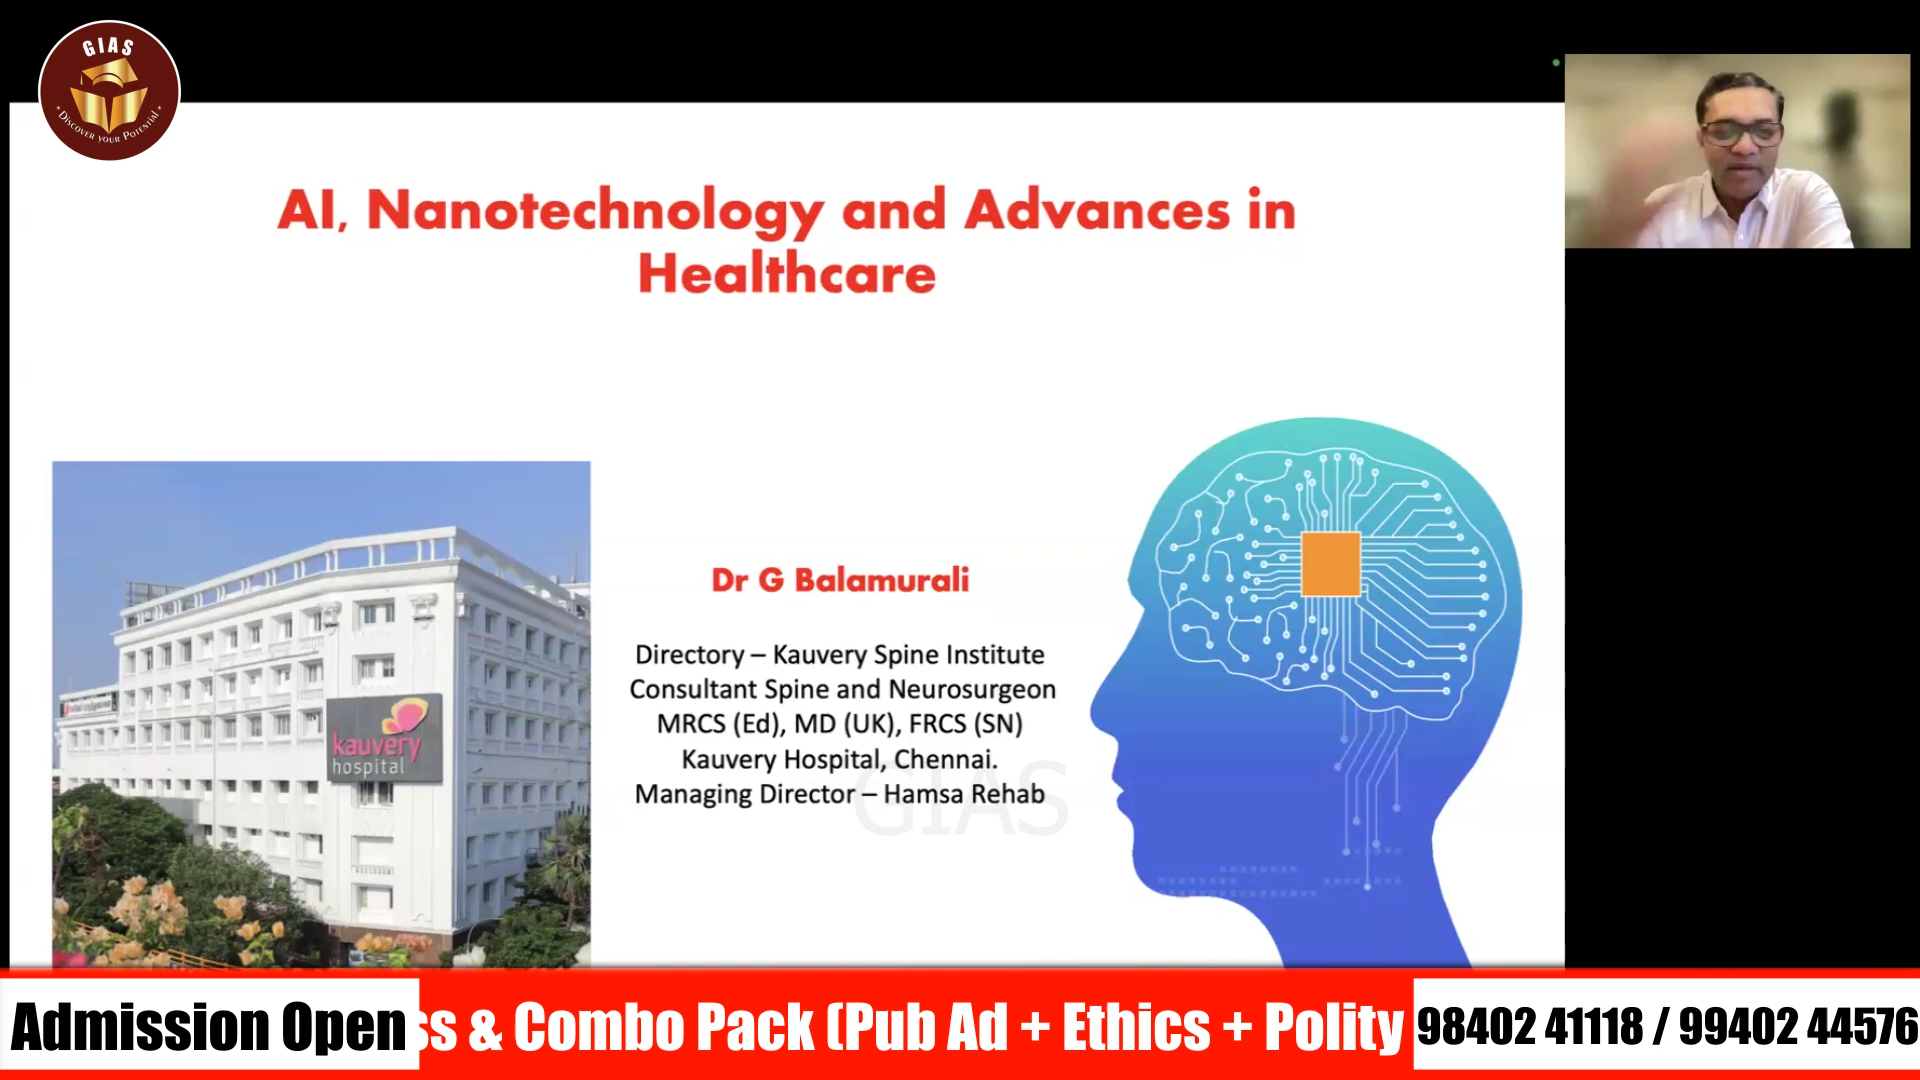 GIAS
DISCOVER YOUR POTENTIAL
AI, Nanotechnology and Advances in
Healthcare
Dr G Balamurali
Directory – Kauvery Spine Institute
Consultant Spine and Neurosurgeon
MRCS (Ed), MD (UK), FRCS (SN)
Kauvery Hospital, Chennai.
Managing Director – Hamsa Rehab
GIAS
kauvery
hospital
Admission Open
ss & Combo Pack (Pub Ad + Ethics + Polity
98402 41118 / 99402 44576